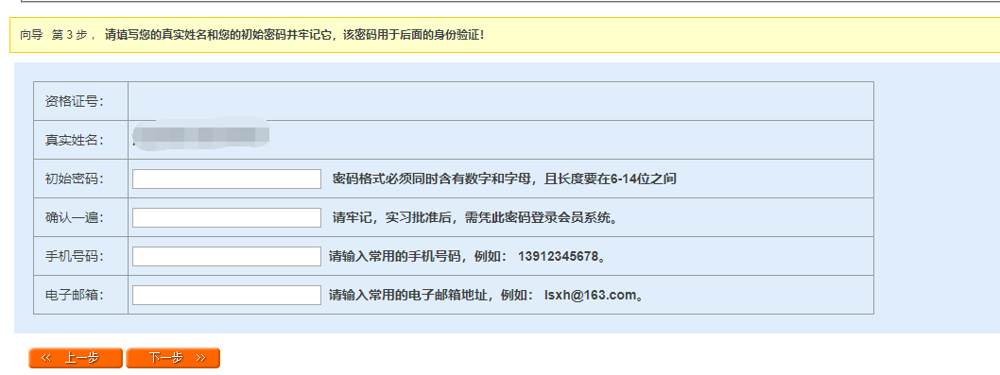 向导 第 3 步， 请填写您的真实姓名和您的初始密码并牢记它，该密码用于后面的身份验证！
资格证号：
真实姓名：
初始密码： 密码格式必须同时含有数字和字母，且长度要在6-14位之间
确认一遍： 请牢记，实习批准后，需凭此密码登录会员系统。
手机号码： 请输入常用的手机号码，例如： 13912345678。
电子邮箱： 请输入常用的电子邮箱地址，例如： lsxh@163.com。
<< 上一步 下一步 >>